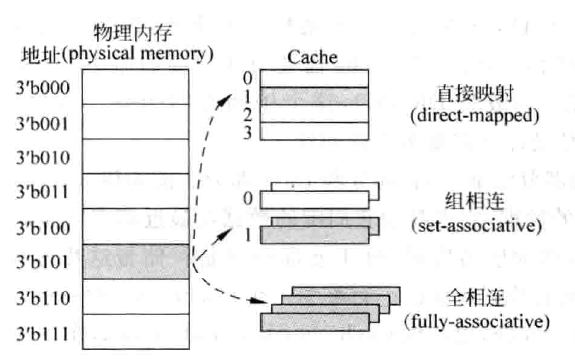 物理内存
地址(physical memory)
3'b000
3'b001
3'b010
3'b011
3'b100
3'b101
3'b110
3'b111
Cache
0
1
2
3
直接映射
(direct-mapped)
0
1
组相连
(set-associative)
全相连
(fully-associative)